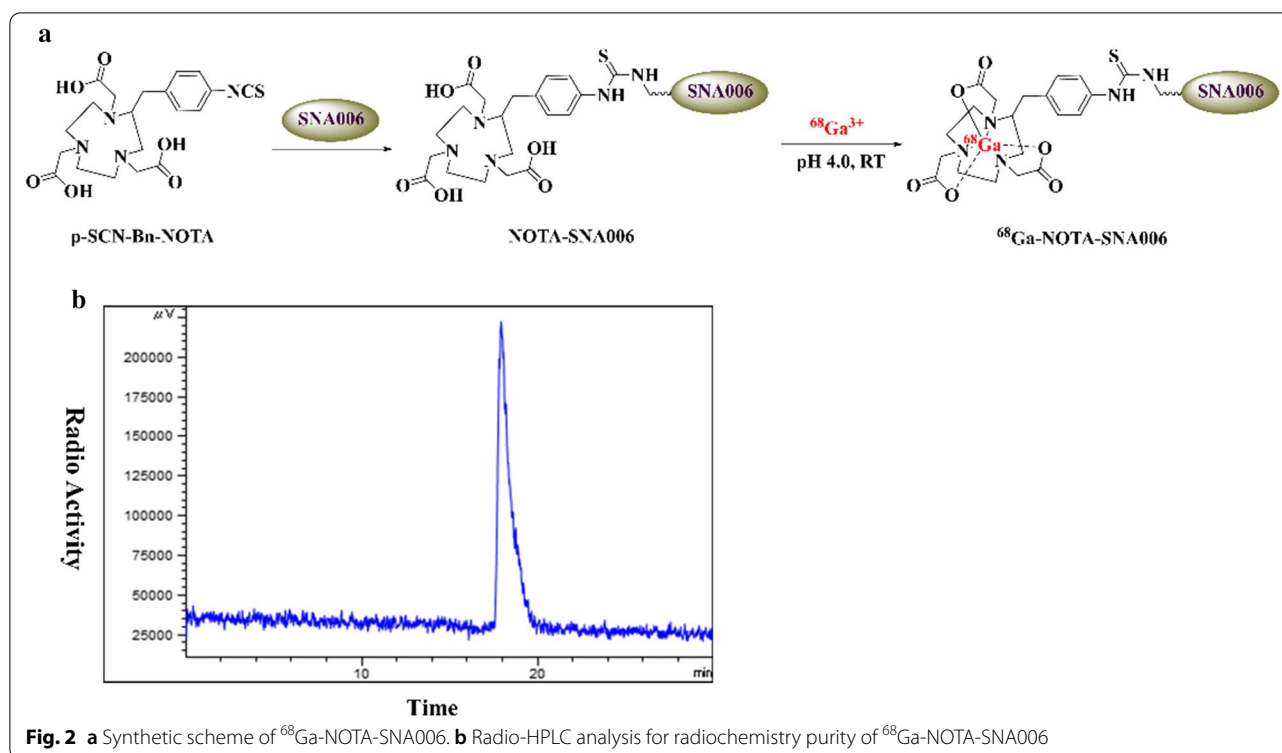 a
O
HO
NCS
N
N
N
O
OH
O
OH
p-SCN-Bn-NOTA
SNA006
O
HO
S
NH
NH
SNA006
N
N
N
OH
O
O
OH
NOTA-SNA006
⁶⁸Ga³⁺
pH 4.0, RT
O
O
S
NH
NH
SNA006
N
⁶⁸Ga
N
N
O
O
O
O
⁶⁸Ga-NOTA-SNA006
b
µV
200000
175000
150000
125000
100000
75000
50000
25000
Radio Activity
10
20
min
Time
Fig. 2 a Synthetic scheme of ⁶⁸Ga-NOTA-SNA006. b Radio-HPLC analysis for radiochemistry purity of ⁶⁸Ga-NOTA-SNA006